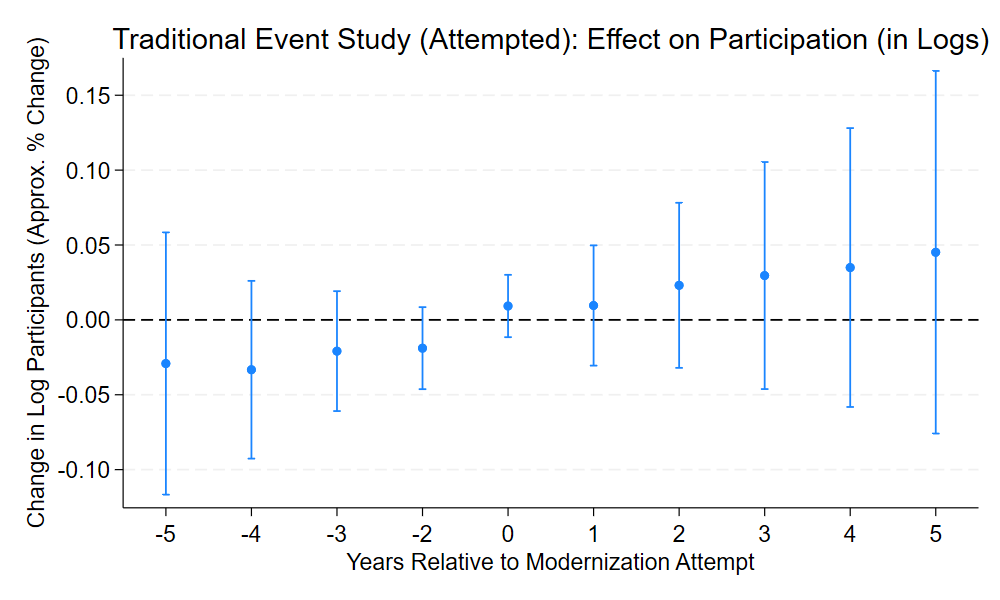 Traditional Event Study (Attempted): Effect on Participation (in Logs)
Change in Log Participants (Approx. % Change)
0.15
0.10
0.05
0.00
-0.05
-0.10
-5 -4 -3 -2 0 1 2 3 4 5
Years Relative to Modernization Attempt